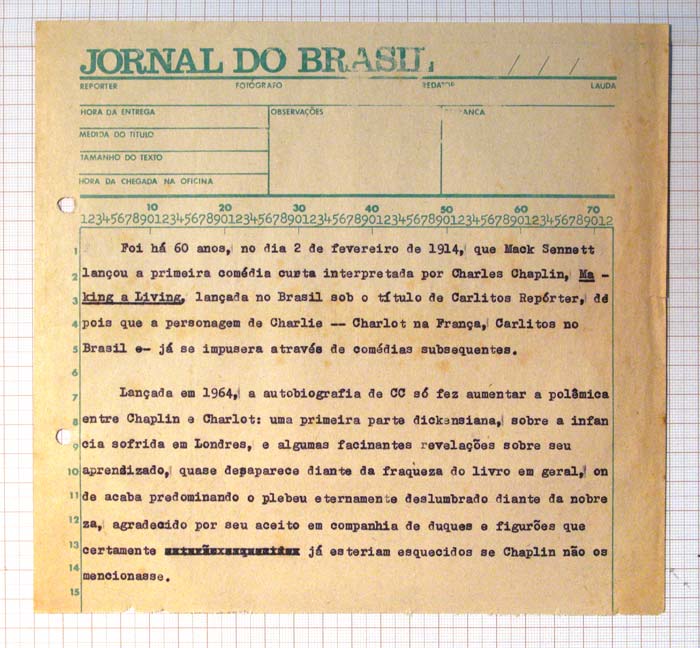 JORNAL DO BRASIL / / /
REPÓRTER FOTÓGRAFO REDATOR LAUDA
HORA DA ENTREGA OBSERVAÇÕES
MEDIDA DO TÍTULO
TAMANHO DO TEXTO
HORA DA CHEGADA NA OFICINA
10 20 30 40 50 60 70
123456789012345678901234567890123456789012345678901234567890123456789012
1 Foi há 60 anos, no dia 2 de fevereiro de 1914, que Mack Sennett
2 lançou a primeira comédia curta interpretada por Charles Chaplin, Ma -
3 king a Living, lançada no Brasil sob o título de Carlitos Repórter, de
4 pois que a personagem de Charlie -- Charlot na França, Carlitos no
5 Brasil e- já se impusera através de comédias subsequentes.
6
7 Lançada em 1964, a autobiografia de CC só fez aumentar a polâmica
8 entre Chaplin e Charlot: uma primeira parte dickensiana, sobre a infan
9 cia sofrida em Londres, e algumas facinantes revelações sobre seu
10 aprendizado, quase desaparece diante da fraqueza do livro em geral, on
11 de acaba predominando o plebeu eternamente deslumbrado diante da nobre
12 za, agradecido por seu aceito em companhia de duques e figurões que
13 certamente já esteriam esquecidos se Chaplin não os
14 mencionasse.
15